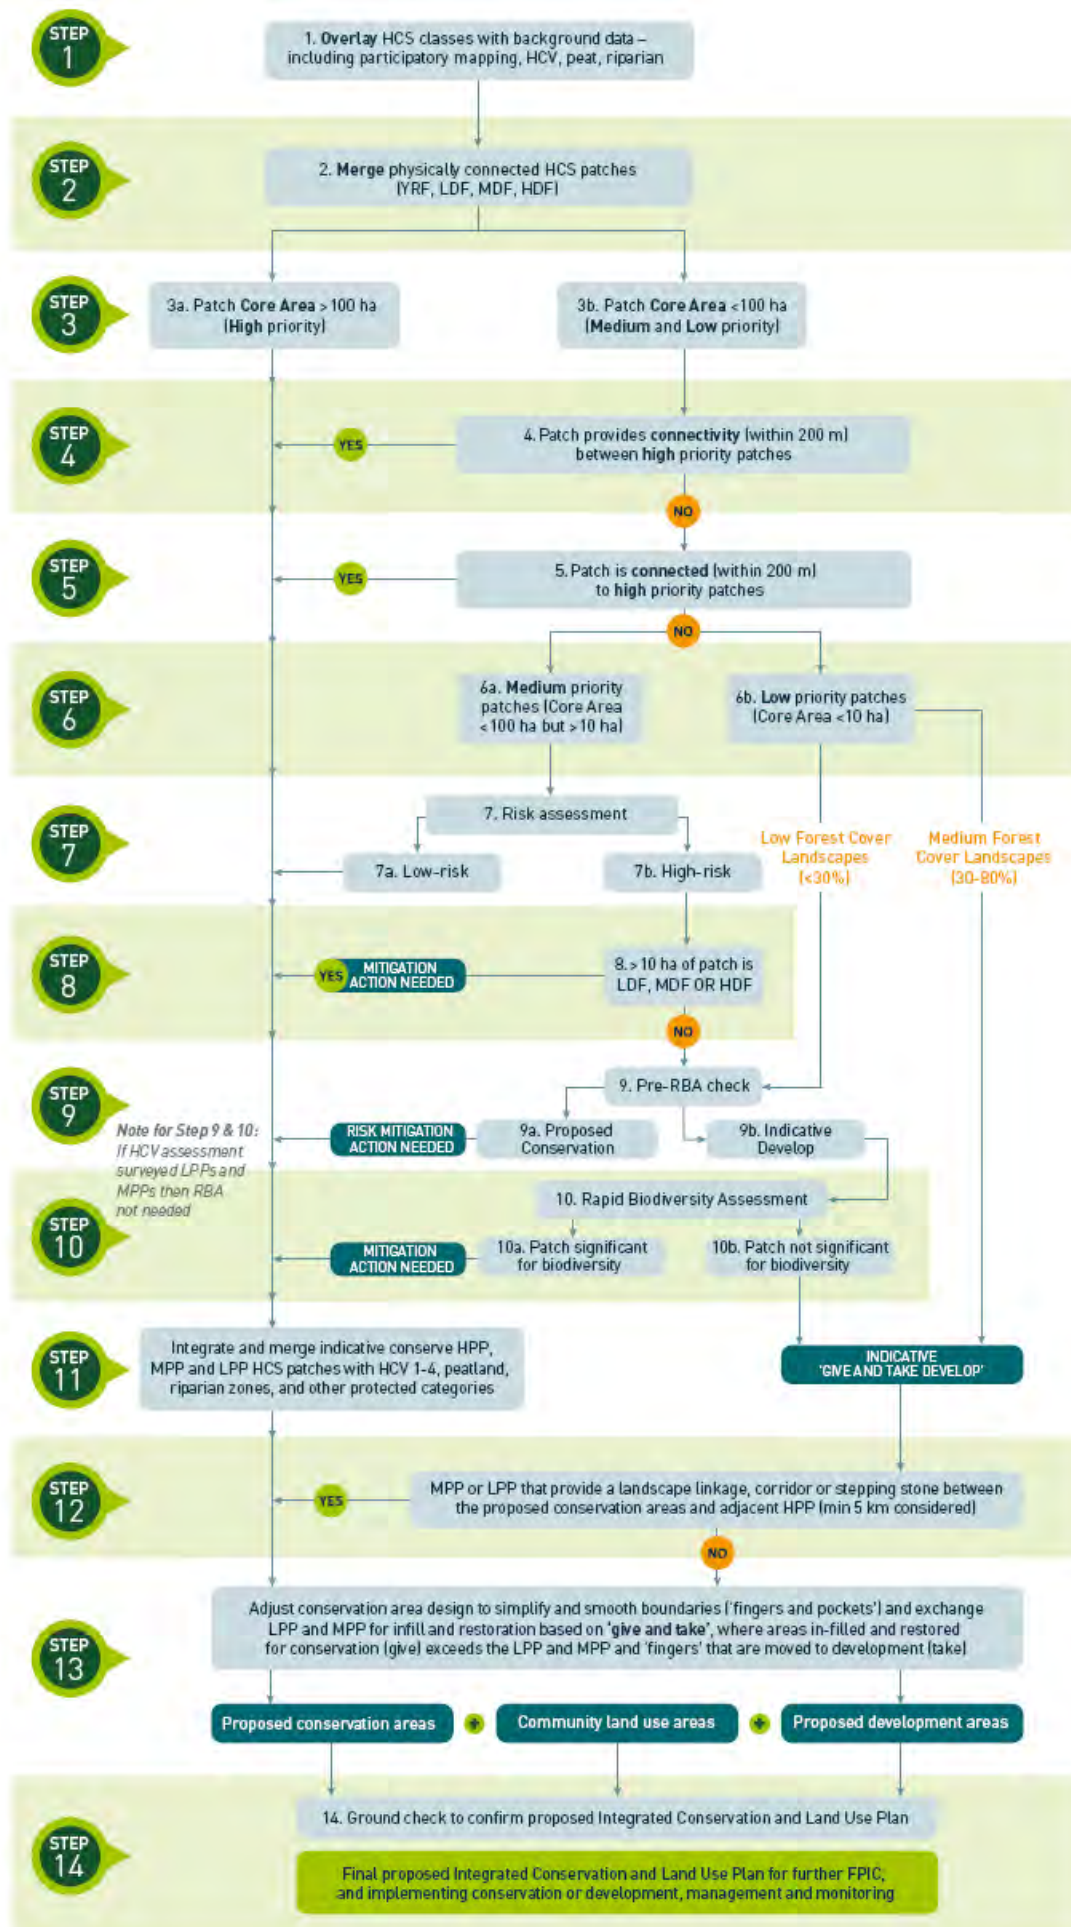 STEP
1
1. Overlay HCS classes with background data –
including participatory mapping, HCV, peat, riparian
STEP
2
2. Merge physically connected HCS patches
(YRF, LDF, MDF, HDF)
STEP
3
3a. Patch Core Area > 100 ha
(High priority)
3b. Patch Core Area <100 ha
(Medium and Low priority)
STEP
4
YES
4. Patch provides connectivity (within 200 m)
between high priority patches
NO
STEP
5
YES
5. Patch is connected (within 200 m)
to high priority patches
NO
STEP
6
6a. Medium priority
patches (Core Area
<100 ha but >10 ha)
6b. Low priority patches
(Core Area <10 ha)
STEP
7
7. Risk assessment
7a. Low-risk
7b. High-risk
Low Forest Cover
Landscapes
(<30%)
Medium Forest
Cover Landscapes
(30-80%)
STEP
8
YES
MITIGATION
ACTION NEEDED
8. > 10 ha of patch is
LDF, MDF OR HDF
NO
STEP
9
9. Pre-RBA check
Note for Step 9 & 10:
If HCV assessment
surveyed LPPs and
MPPs then RBA
not needed
RISK MITIGATION
ACTION NEEDED
9a. Proposed
Conservation
9b. Indicative
Develop
STEP
10
10. Rapid Biodiversity Assessment
MITIGATION
ACTION NEEDED
10a. Patch significant
for biodiversity
10b. Patch not significant
for biodiversity
STEP
11
Integrate and merge indicative conserve HPP,
MPP and LPP HCS patches with HCV 1-4, peatland,
riparian zones, and other protected categories
INDICATIVE
'GIVE AND TAKE DEVELOP'
STEP
12
YES
MPP or LPP that provide a landscape linkage, corridor or stepping stone between
the proposed conservation areas and adjacent HPP (min 5 km considered)
NO
STEP
13
Adjust conservation area design to simplify and smooth boundaries ('fingers and pockets') and exchange
LPP and MPP for infill and restoration based on 'give and take', where areas in-filled and restored
for conservation (give) exceeds the LPP and MPP and 'fingers' that are moved to development (take)
Proposed conservation areas + Community land use areas + Proposed development areas
STEP
14
14. Ground check to confirm proposed Integrated Conservation and Land Use Plan
Final proposed Integrated Conservation and Land Use Plan for further FPIC,
and implementing conservation or development, management and monitoring